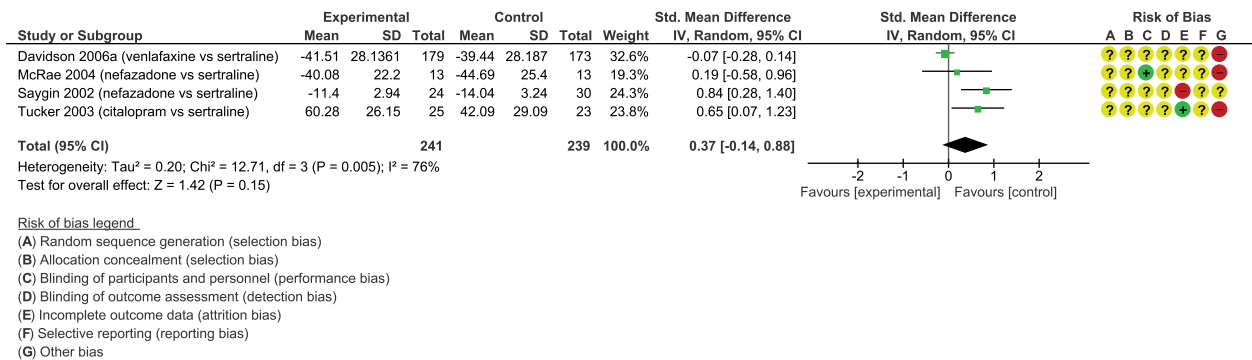 Experimental Control Std. Mean Difference Std. Mean Difference Risk of Bias
Study or Subgroup Mean SD Total Mean SD Total Weight IV, Random, 95% CI IV, Random, 95% CI A B C D E F G
Davidson 2006a (venlafaxine vs sertraline) -41.51 28.1361 179 -39.44 28.187 173 32.6% -0.07 [-0.28, 0.14] ? ? ? ? ? ? −
McRae 2004 (nefazadone vs sertraline) -40.08 22.2 13 -44.69 25.4 13 19.3% 0.19 [-0.58, 0.96] ? ? + ? ? ? −
Saygin 2002 (nefazadone vs sertraline) -11.4 2.94 24 -14.04 3.24 30 24.3% 0.84 [0.28, 1.40] ? ? ? ? − ? ?
Tucker 2003 (citalopram vs sertraline) 60.28 26.15 25 42.09 29.09 23 23.8% 0.65 [0.07, 1.23] ? ? ? ? + ? −
Total (95% CI) 241 239 100.0% 0.37 [-0.14, 0.88]
Heterogeneity: Tau² = 0.20; Chi² = 12.71, df = 3 (P = 0.005); I² = 76%
Test for overall effect: Z = 1.42 (P = 0.15)
-2 -1 0 1 2
Favours [experimental] Favours [control]
Risk of bias legend
(A) Random sequence generation (selection bias)
(B) Allocation concealment (selection bias)
(C) Blinding of participants and personnel (performance bias)
(D) Blinding of outcome assessment (detection bias)
(E) Incomplete outcome data (attrition bias)
(F) Selective reporting (reporting bias)
(G) Other bias